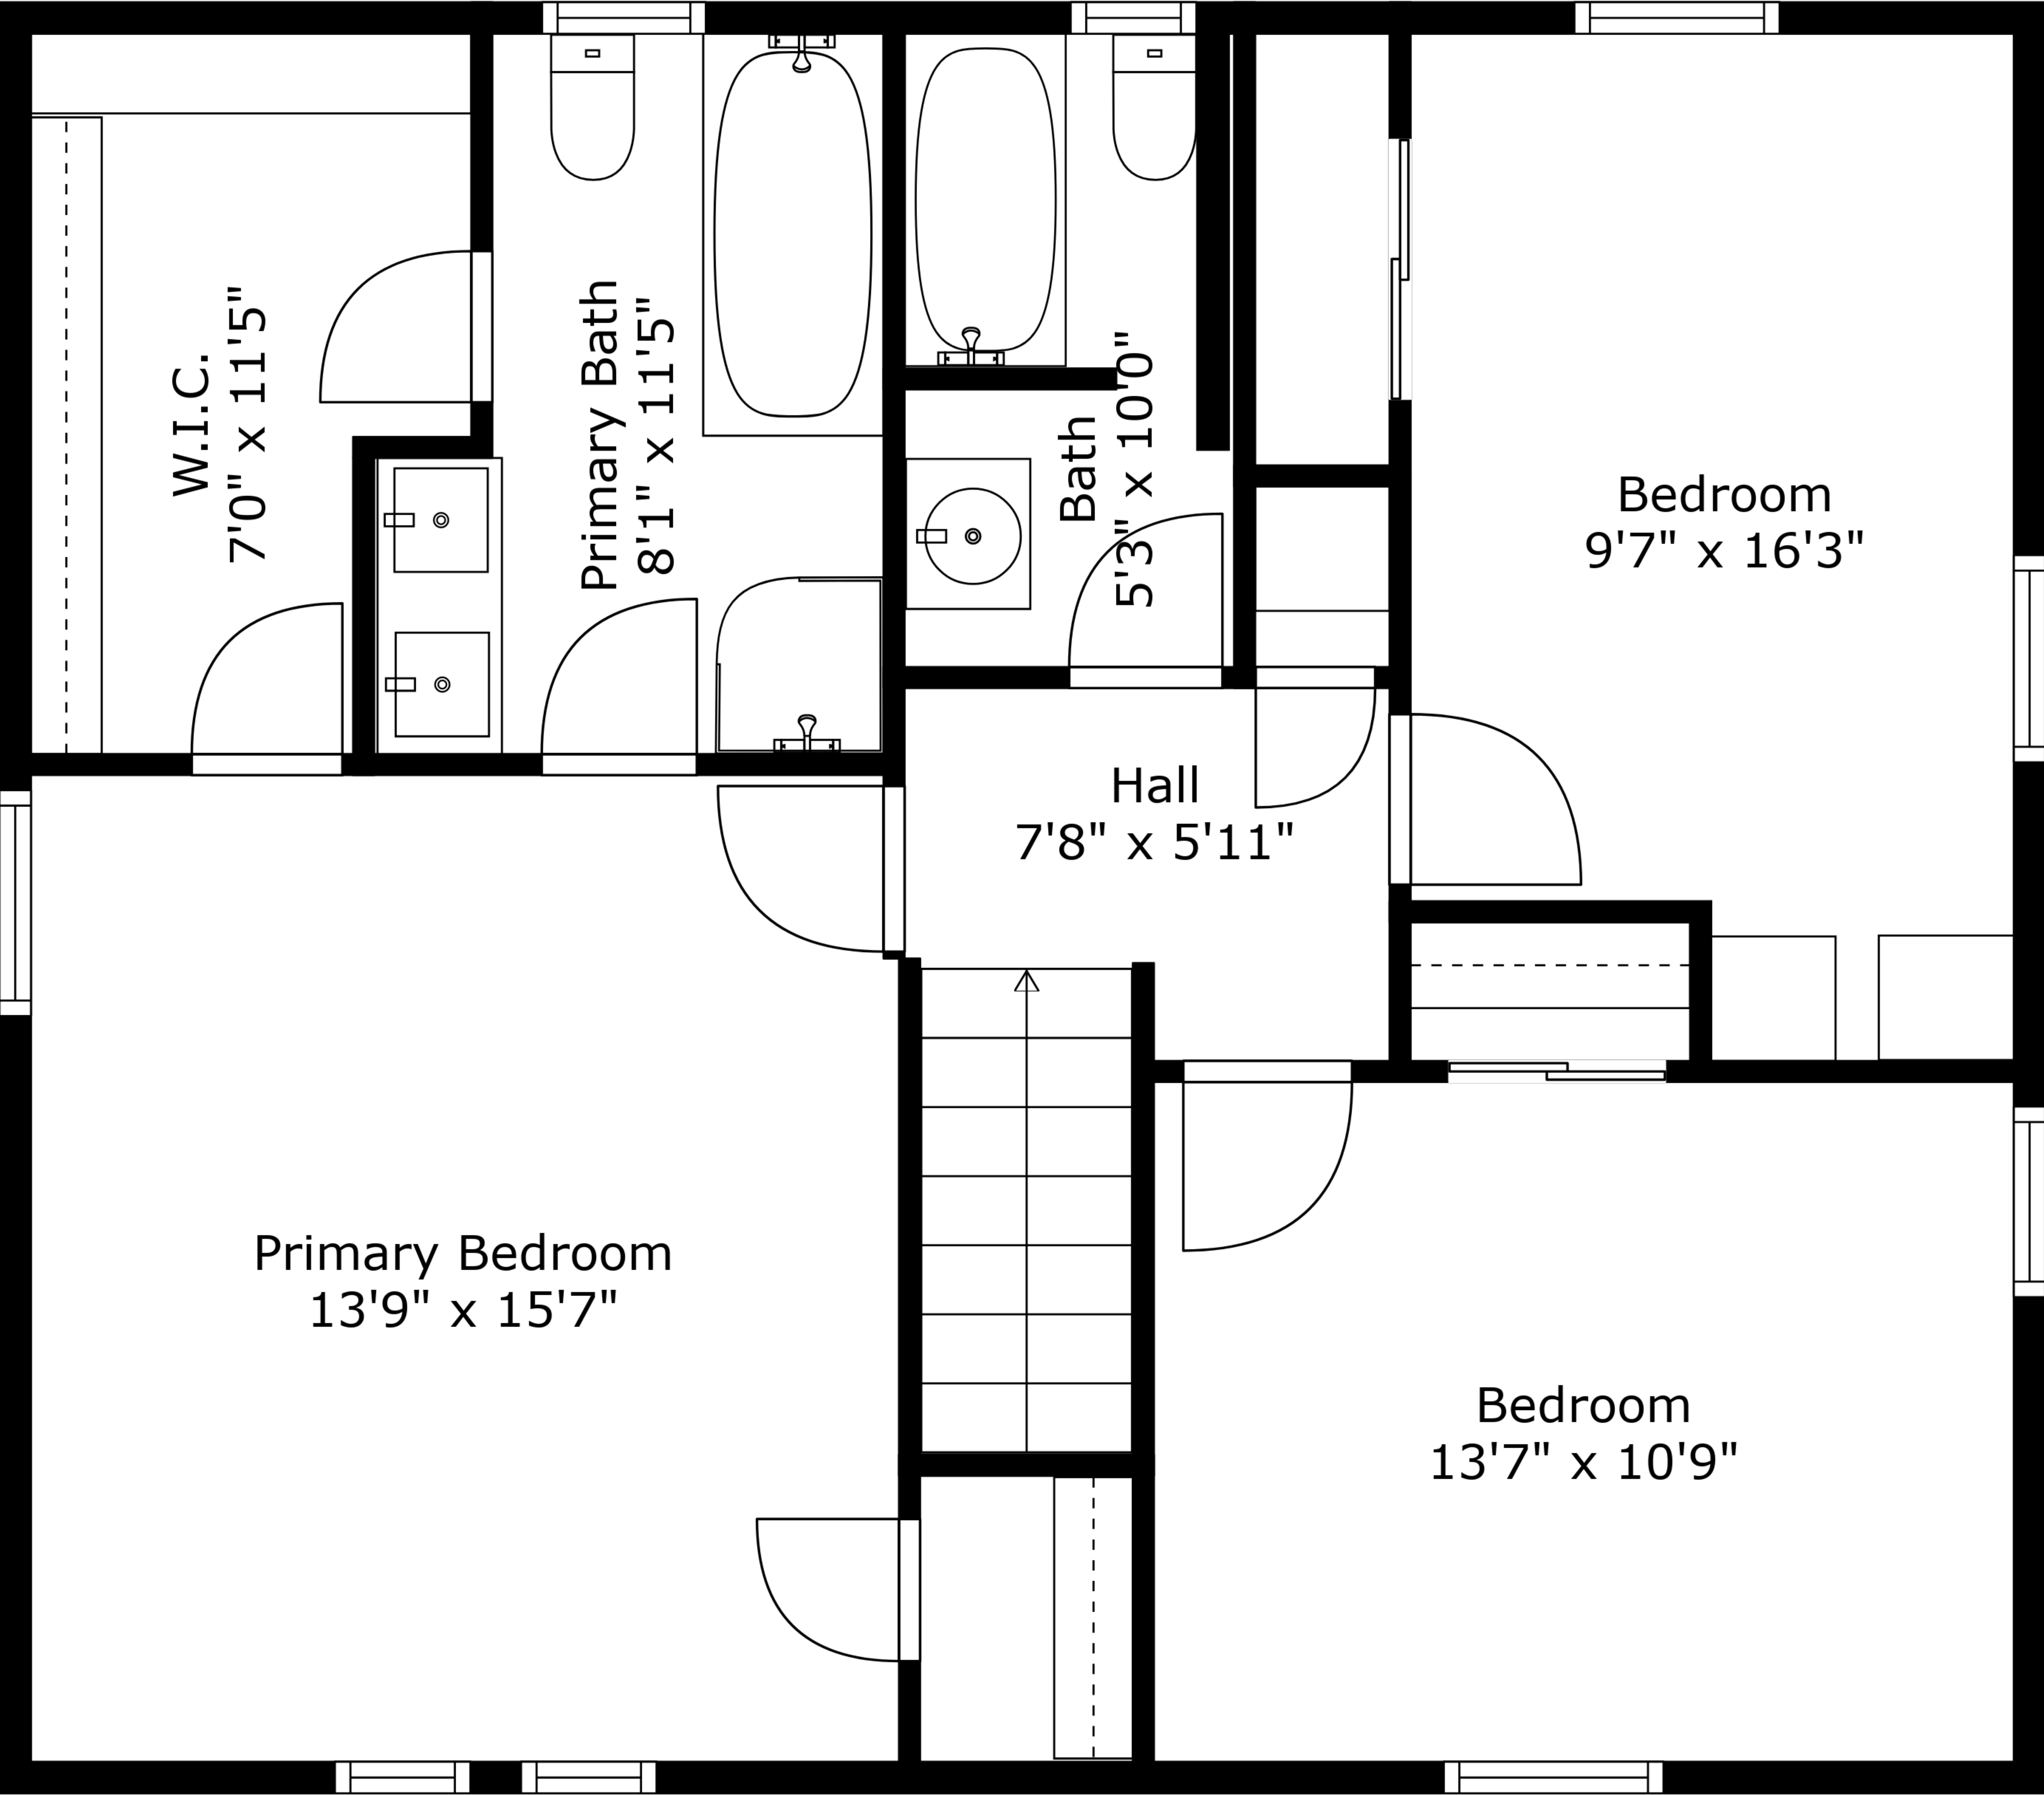 W.I.C.
7'0" x 11'5"
Primary Bath
8'1" x 11'5"
Bath
5'3" x 10'0"
Bedroom
9'7" x 16'3"
Hall
7'8" x 5'11"
Primary Bedroom
13'9" x 15'7"
Bedroom
13'7" x 10'9"